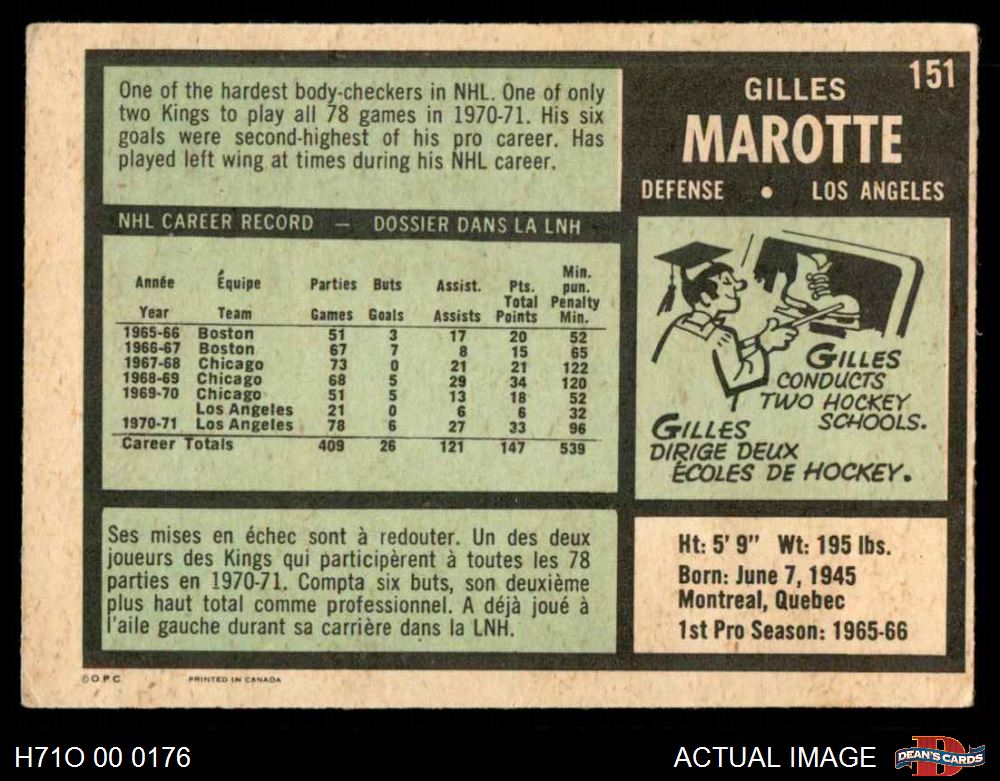 One of the hardest body-checkers in NHL. One of only
two Kings to play all 78 games in 1970-71. His six
goals were second-highest of his pro career. Has
played left wing at times during his NHL career.
151
GILLES
MAROTTE
DEFENSE • LOS ANGELES
NHL CAREER RECORD — DOSSIER DANS LA LNH
Année Équipe Parties Buts Assist. Pts. Min. pun.
Year Team Games Goals Assists Total Points Penalty Min.
1965-66 Boston 51 3 17 20 52
1966-67 Boston 67 7 8 15 65
1967-68 Chicago 73 0 21 21 122
1968-69 Chicago 68 5 29 34 120
1969-70 Chicago 51 5 13 18 52
Los Angeles 21 0 6 6 32
1970-71 Los Angeles 78 6 27 33 96
Career Totals 409 26 121 147 539
GILLES
CONDUCTS
TWO HOCKEY
SCHOOLS.
GILLES
DIRIGE DEUX
ÉCOLES DE HOCKEY.
Ses mises en échec sont à redouter. Un des deux
joueurs des Kings qui participèrent à toutes les 78
parties en 1970-71. Compta six buts, son deuxième
plus haut total comme professionnel. A déjà joué à
l'aile gauche durant sa carrière dans la LNH.
Ht: 5' 9" Wt: 195 lbs.
Born: June 7, 1945
Montreal, Quebec
1st Pro Season: 1965-66
©O.P.C. PRINTED IN CANADA
H71O 00 0176
ACTUAL IMAGE
D
DEAN'S CARDS